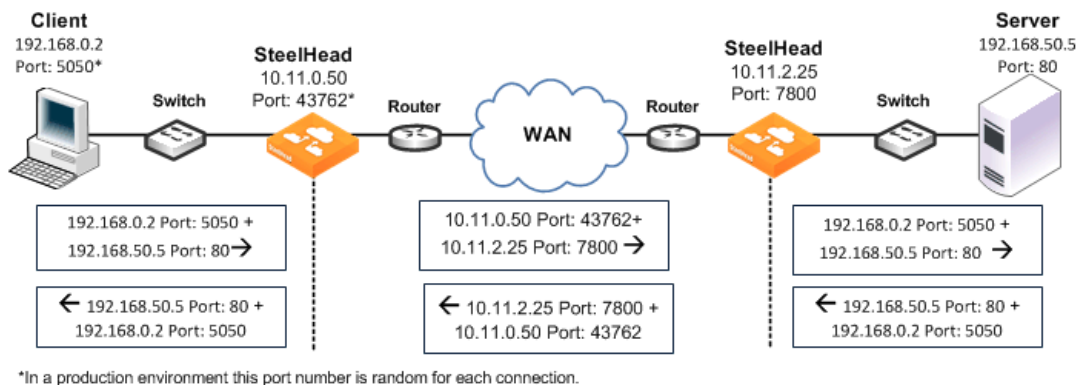 Client
192.168.0.2
Port: 5050*
Switch
SteelHead
10.11.0.50
Port: 43762*
Router
WAN
Router
SteelHead
10.11.2.25
Port: 7800
Switch
Server
192.168.50.5
Port: 80
192.168.0.2 Port: 5050 +
192.168.50.5 Port: 80→
← 192.168.50.5 Port: 80 +
192.168.0.2 Port: 5050
10.11.0.50 Port: 43762+
10.11.2.25 Port: 7800 →
← 10.11.2.25 Port: 7800 +
10.11.0.50 Port: 43762
192.168.0.2 Port: 5050 +
192.168.50.5 Port: 80 →
← 192.168.50.5 Port: 80 +
192.168.0.2 Port: 5050
*In a production environment this port number is random for each connection.